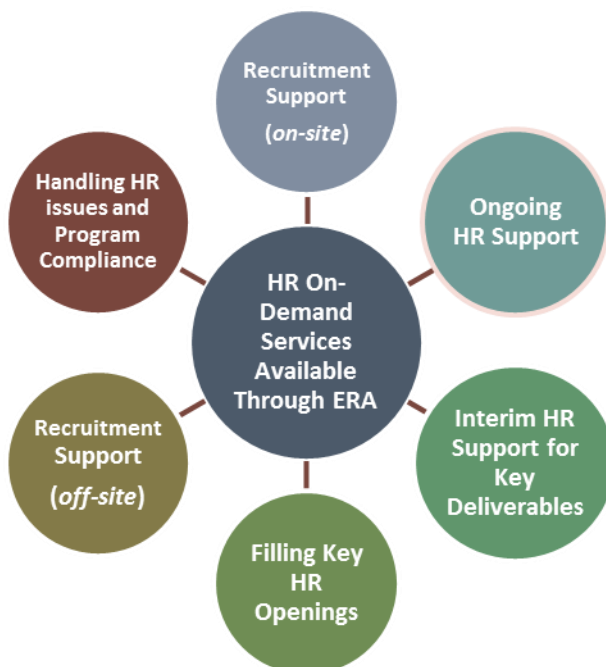 Recruitment
Support
(on-site)
Ongoing
HR Support
Interim HR
Support for
Key
Deliverables
Filling Key
HR
Openings
Recruitment
Support
(off-site)
Handling HR
issues and
Program
Compliance
HR On-
Demand
Services
Available
Through ERA